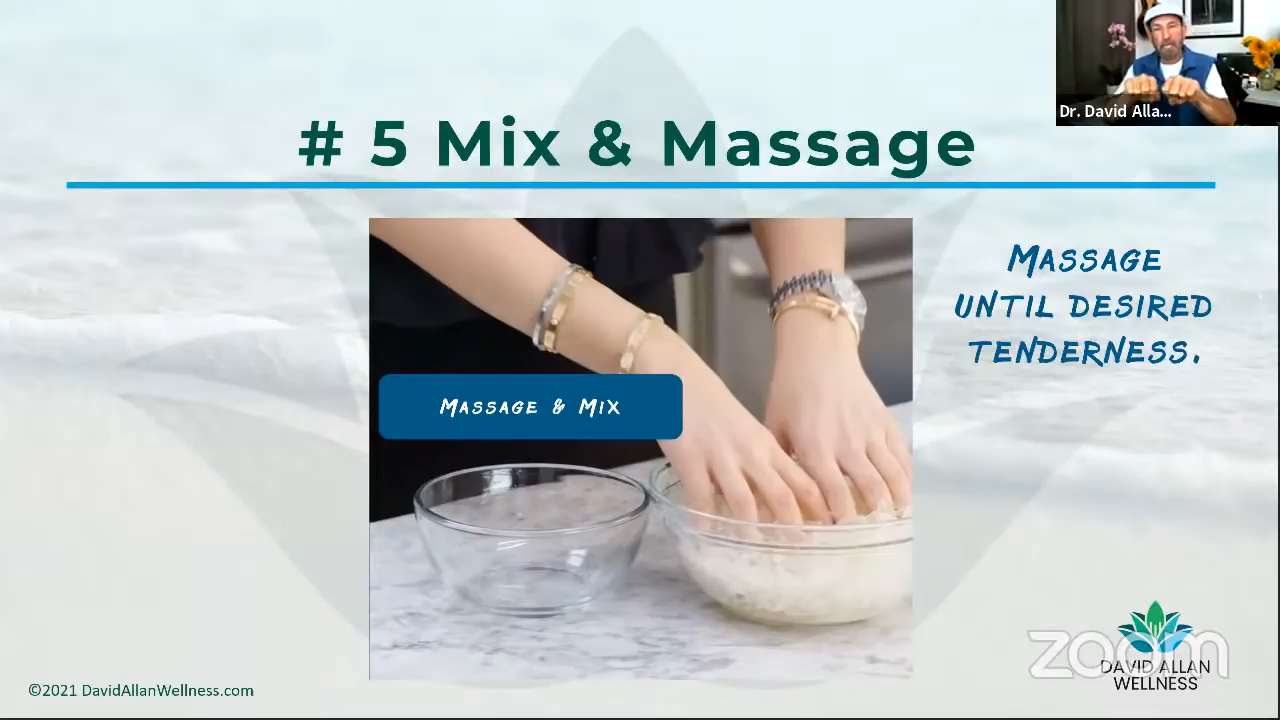 # 5 Mix & Massage
Dr. David Alla...
MASSAGE
UNTIL DESIRED
TENDERNESS.
MASSAGE & MIX
zoom
DAVID ALLAN
WELLNESS
©2021 DavidAllanWellness.com